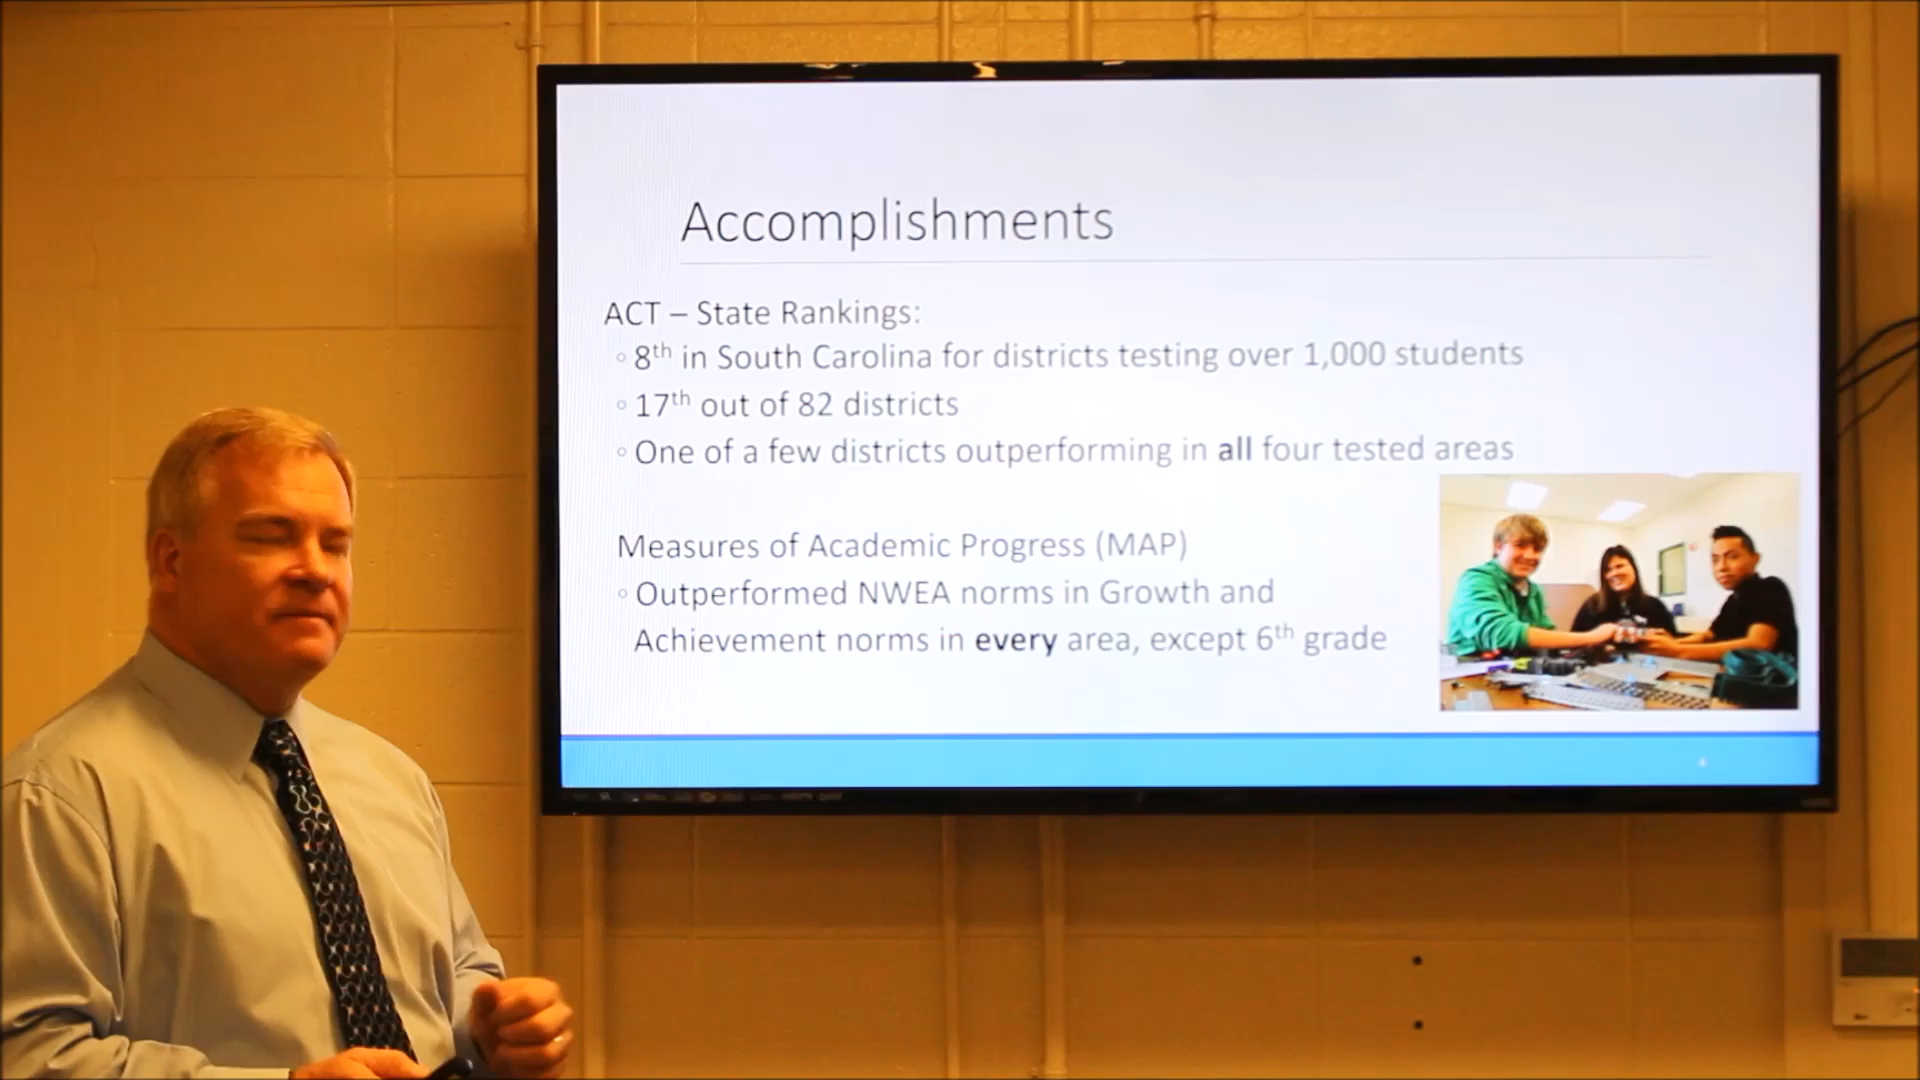 Accomplishments
ACT – State Rankings:
◦ 8th in South Carolina for districts testing over 1,000 students
◦ 17th out of 82 districts
◦ One of a few districts outperforming in all four tested areas
Measures of Academic Progress (MAP)
◦ Outperformed NWEA norms in Growth and
Achievement norms in every area, except 6th grade